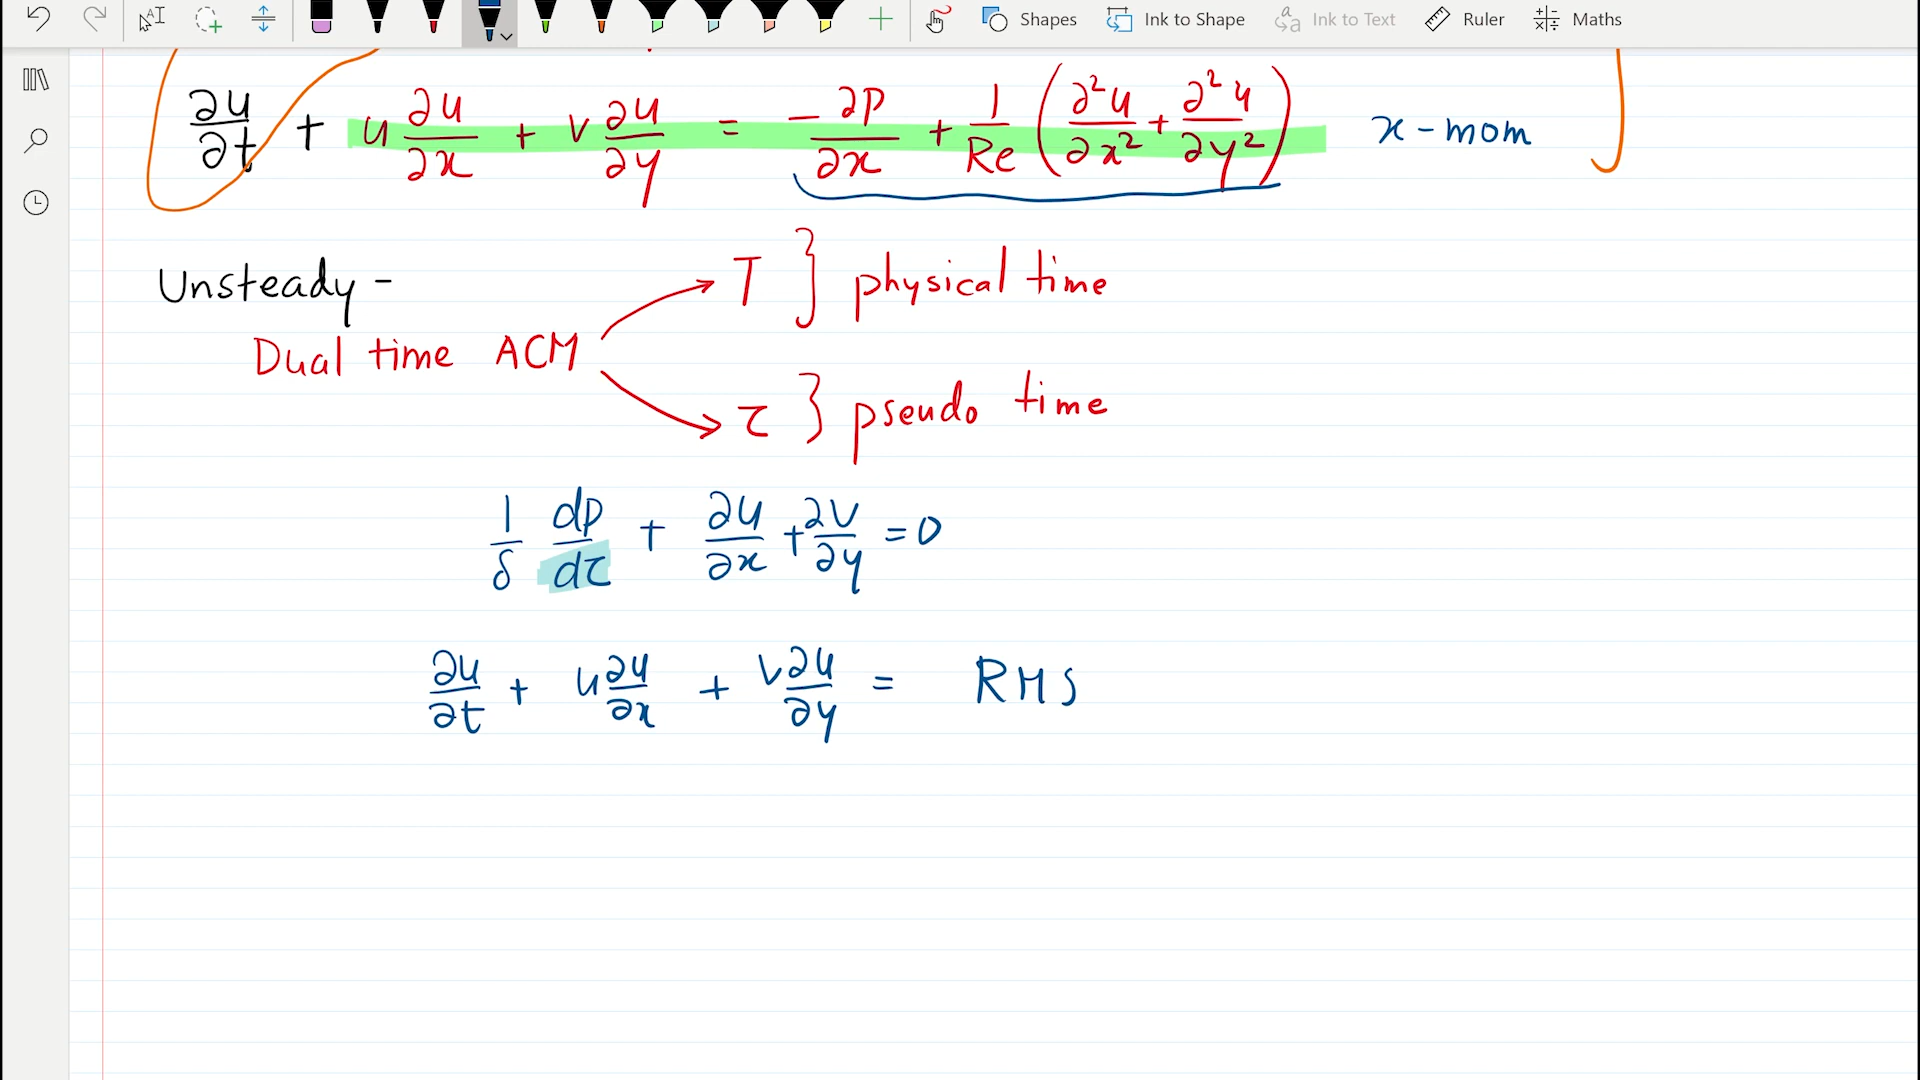 Shapes Ink to Shape Ink to Text Ruler Maths
∂u/∂t + u ∂u/∂x + v ∂u/∂y = -∂p/∂x + 1/Re (∂²u/∂x² + ∂²u/∂y²) x-mom
Unsteady -
T } physical time
Dual time ACM
τ } pseudo time
1/δ dp/dτ + ∂u/∂x + ∂v/∂y = 0
∂u/∂t + u ∂u/∂x + v ∂u/∂y = RHS